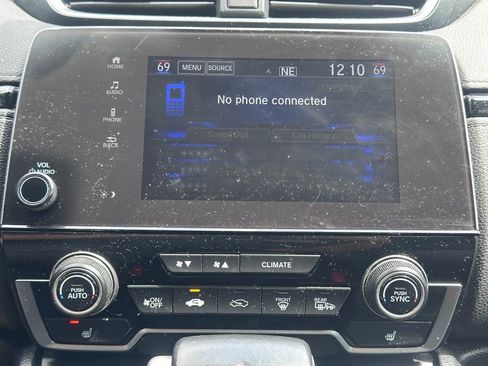 69 MENU SOURCE NE 12:10 69
HOME
AUDIO
PHONE
BACK
No phone connected
Speed Dial Call History
VOL
AUDIO
CLIMATE
PUSH
AUTO
ON/
OFF
FRONT
REAR
PUSH
SYNC